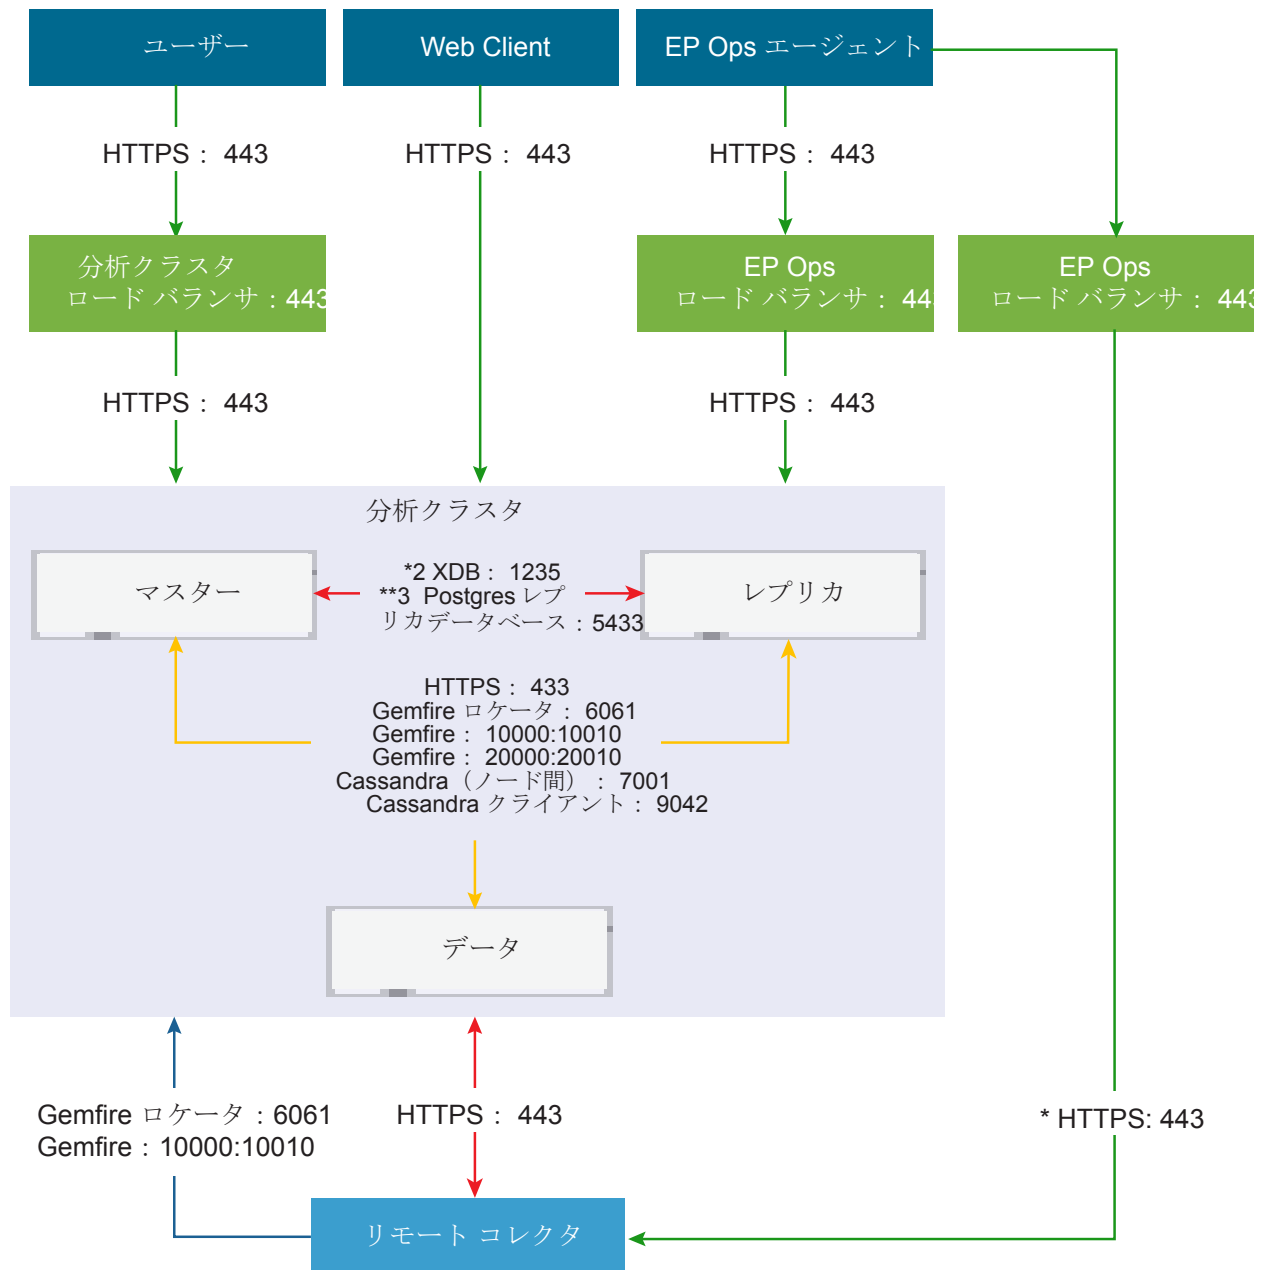 ユーザー
Web Client
EP Ops エージェント
HTTPS： 443
HTTPS： 443
HTTPS： 443
分析クラスタ
ロード バランサ：443
EP Ops
ロード バランサ： 443
EP Ops
ロード バランサ： 443
HTTPS： 443
HTTPS： 443
分析クラスタ
マスター
*2 XDB： 1235
**3 Postgres レプ
リカデータベース：5433
レプリカ
HTTPS： 433
Gemfire ロケータ： 6061
Gemfire： 10000:10010
Gemfire： 20000:20010
Cassandra（ノード間）： 7001
Cassandra クライアント： 9042
データ
Gemfire ロケータ：6061
Gemfire：10000:10010
HTTPS： 443
* HTTPS: 443
リモート コレクタ